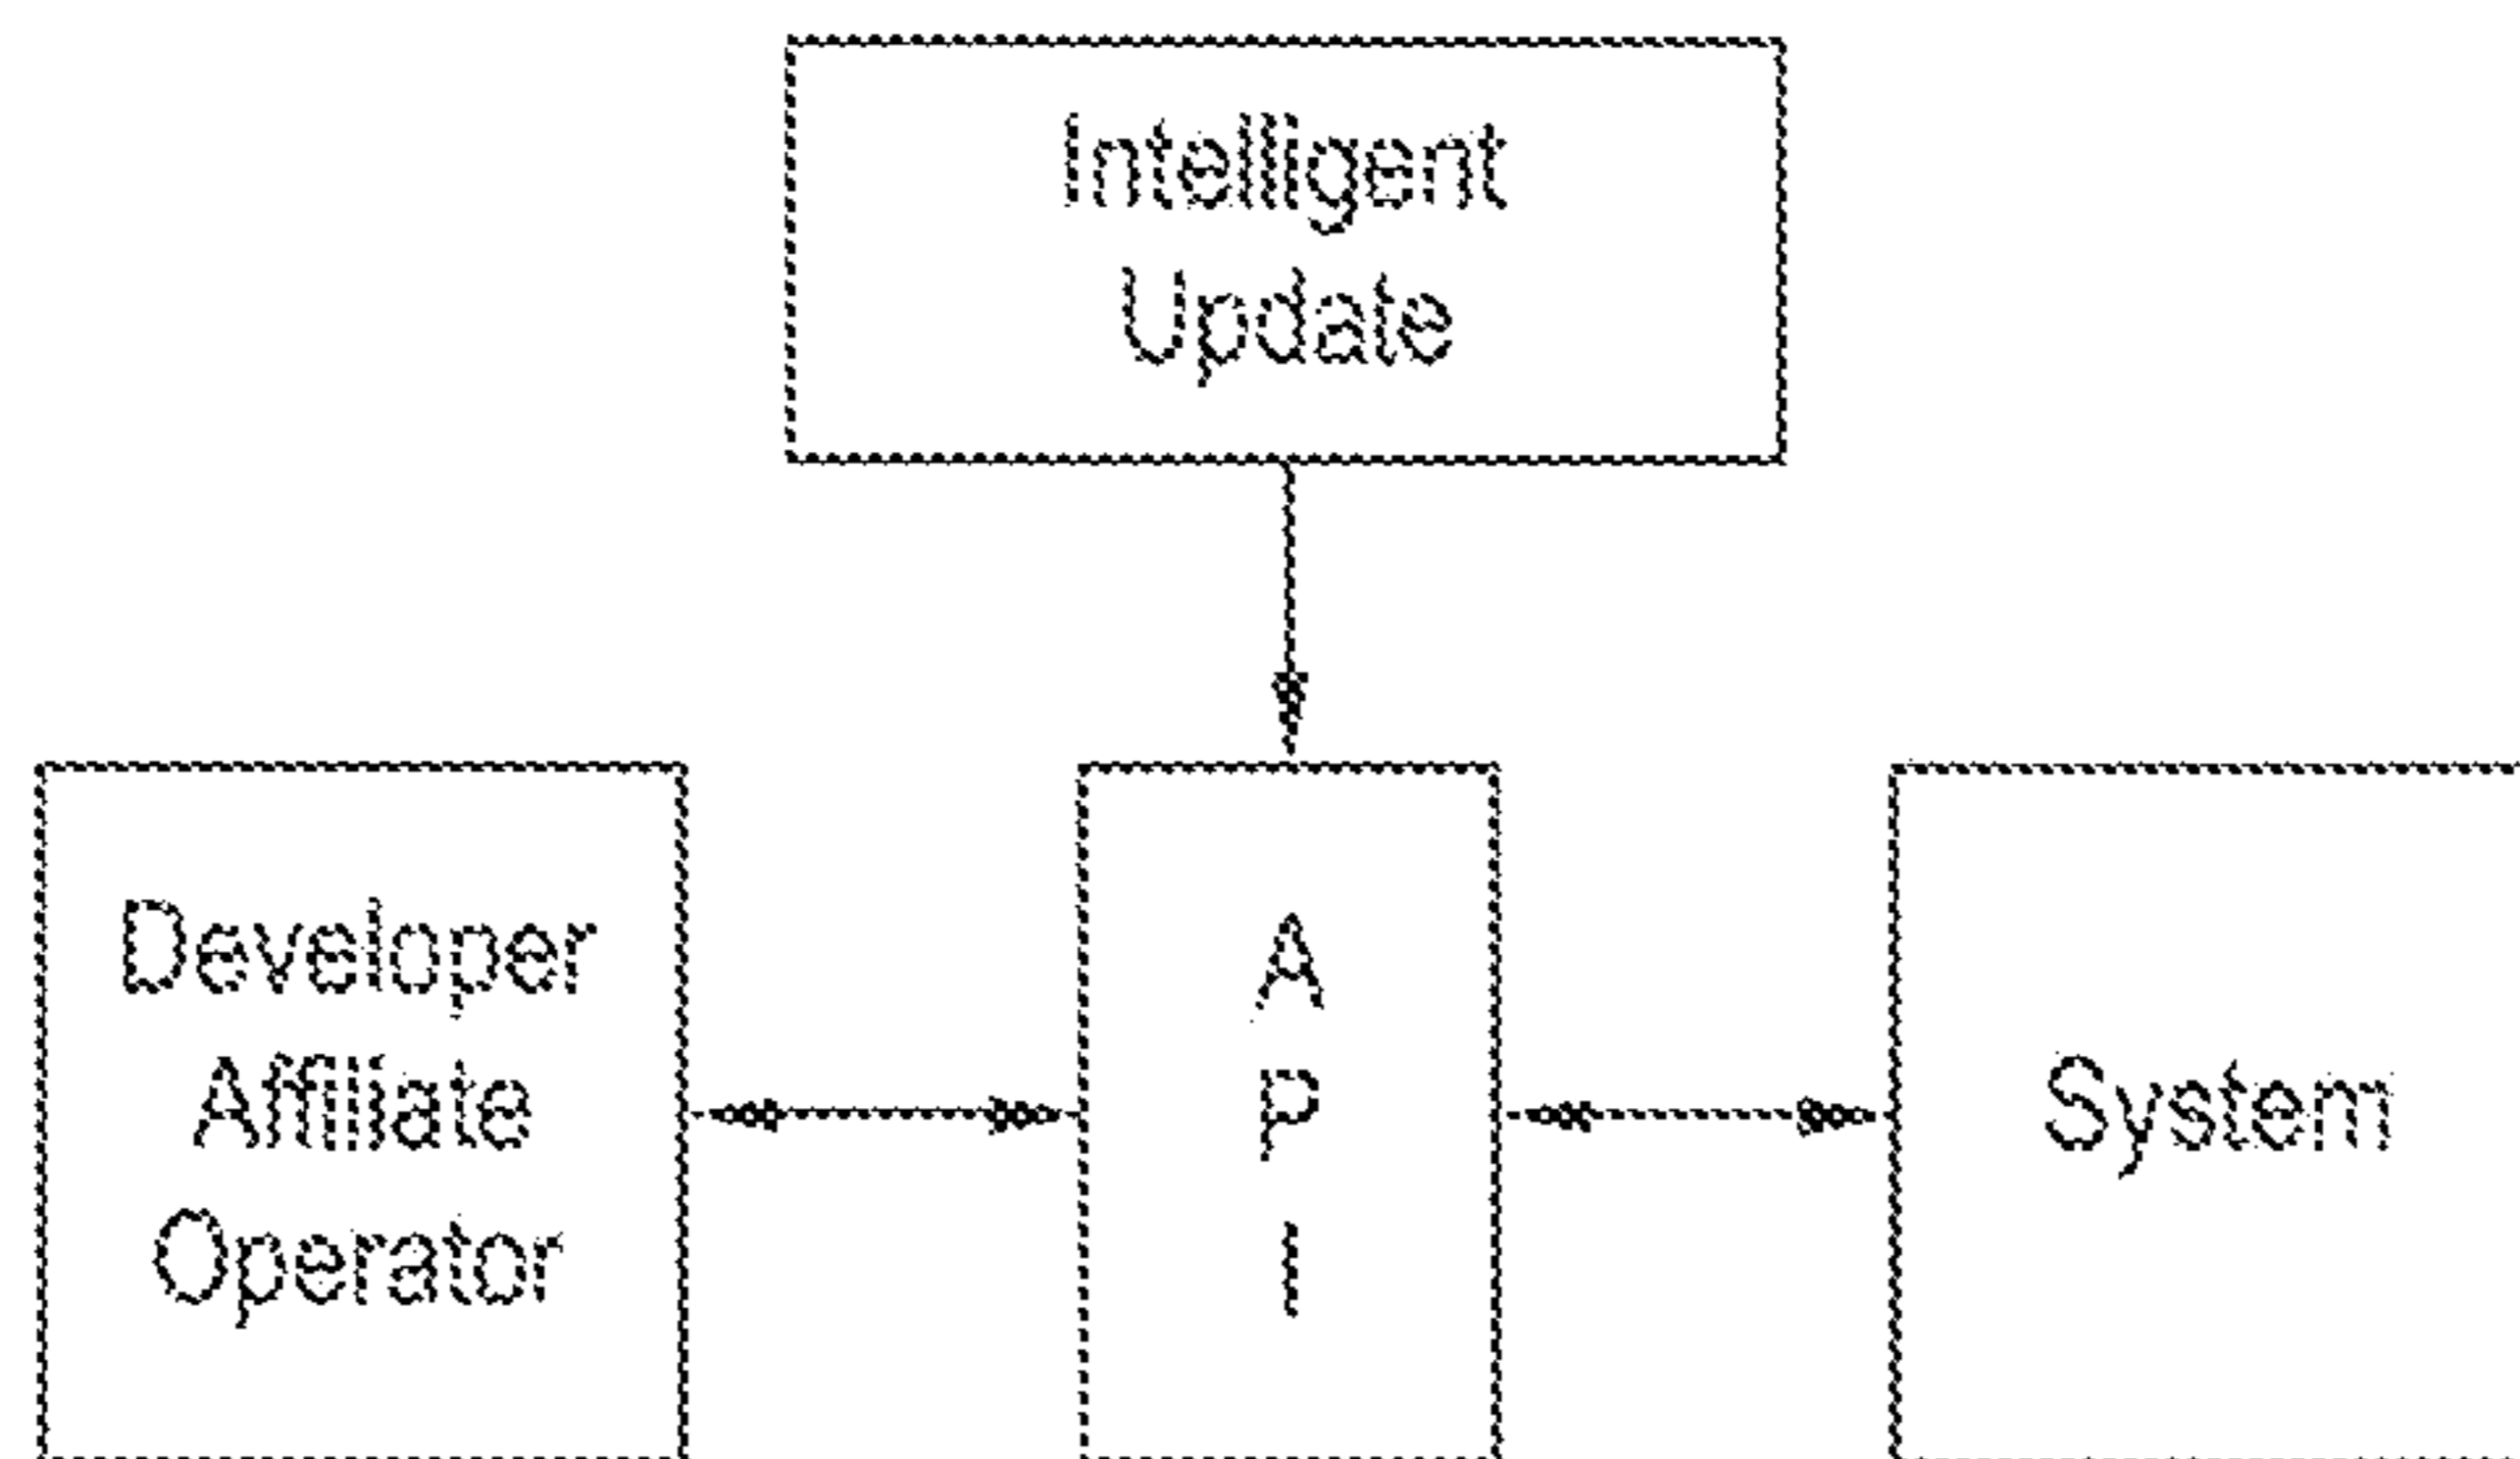 Intelligent
Update
Developer
Affiliate
Operator
A
P
I
System